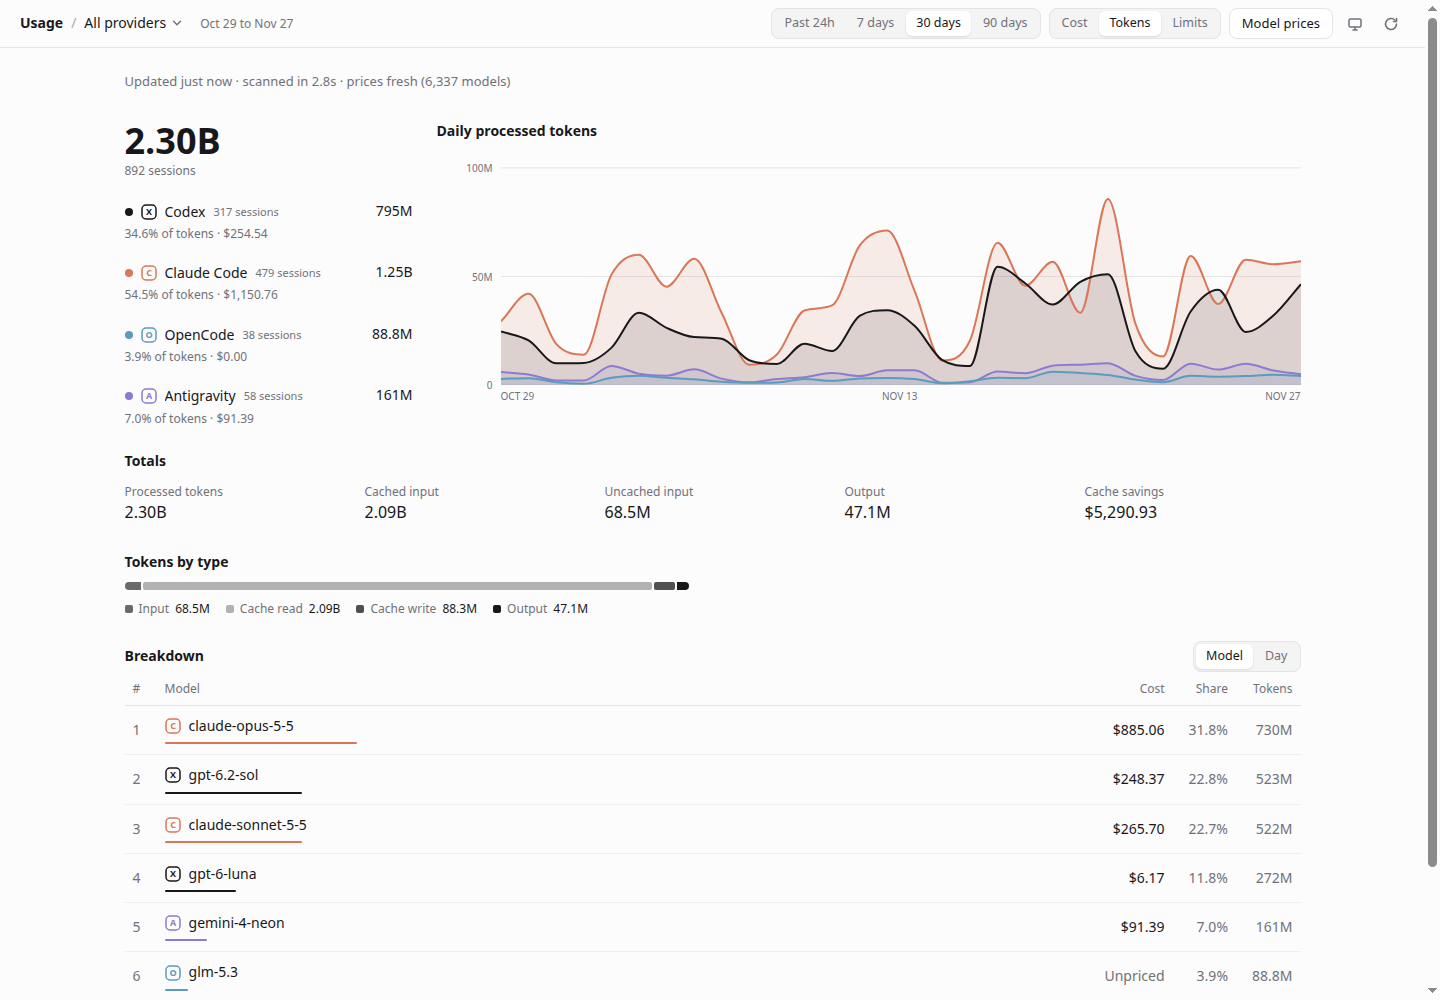 Usage / All providers Oct 29 to Nov 27 Past 24h 7 days 30 days 90 days Cost Tokens Limits Model prices
Updated just now · scanned in 2.8s · prices fresh (6,337 models)
2.30B
892 sessions
X Codex 317 sessions 795M
34.6% of tokens · $254.54
C Claude Code 479 sessions 1.25B
54.5% of tokens · $1,150.76
O OpenCode 38 sessions 88.8M
3.9% of tokens · $0.00
A Antigravity 58 sessions 161M
7.0% of tokens · $91.39
Daily processed tokens
100M
50M
0
OCT 29 NOV 13 NOV 27
Totals
Processed tokens Cached input Uncached input Output Cache savings
2.30B 2.09B 68.5M 47.1M $5,290.93
Tokens by type
Input 68.5M Cache read 2.09B Cache write 88.3M Output 47.1M
Breakdown Model Day
# Model Cost Share Tokens
1 C claude-opus-5-5 $885.06 31.8% 730M
2 X gpt-6.2-sol $248.37 22.8% 523M
3 C claude-sonnet-5-5 $265.70 22.7% 522M
4 X gpt-6-luna $6.17 11.8% 272M
5 A gemini-4-neon $91.39 7.0% 161M
6 O glm-5.3 Unpriced 3.9% 88.8M